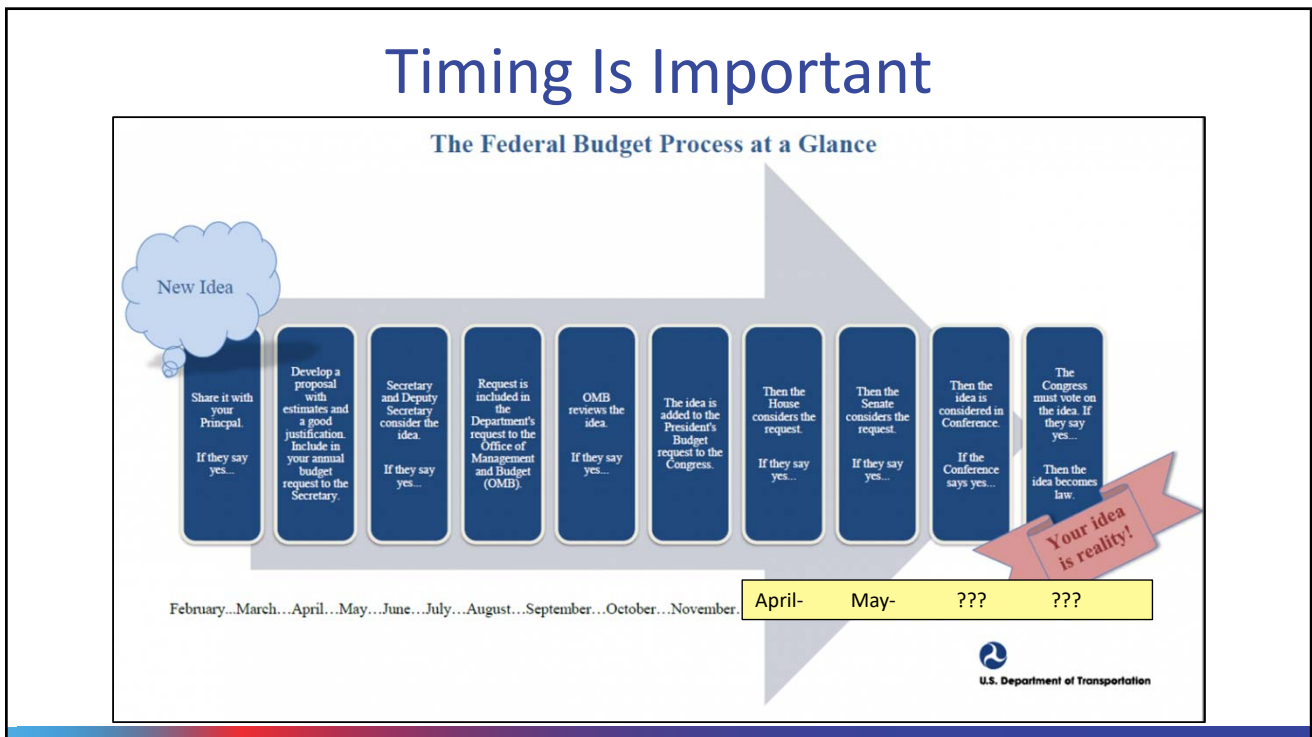 Timing Is Important
The Federal Budget Process at a Glance
New Idea
Share it with
your
Princpal.
If they say
yes...
Develop a
proposal
with
estimates and
a good
justification.
Include in
your annual
budget
request to the
Secretary.
Secretary
and Deputy
Secretary
consider the
idea.
If they say
yes...
Request is
included in
the
Department's
request to the
Office of
Management
and Budget
(OMB).
OMB
reviews the
idea.
If they say
yes...
The idea is
added to the
President's
Budget
request to the
Congress.
Then the
House
considers the
request.
If they say
yes...
Then the
Senate
considers the
request.
If they say
yes...
Then the
idea is
considered in
Conference.
If the
Conference
says yes...
The
Congress
must vote on
the idea. If
they say
yes...
Then the
idea becomes
law.
Your idea
is reality!
February...March…April…May…June…July…August…September…October…November.
April- May- ??? ???
U.S. Department of Transportation